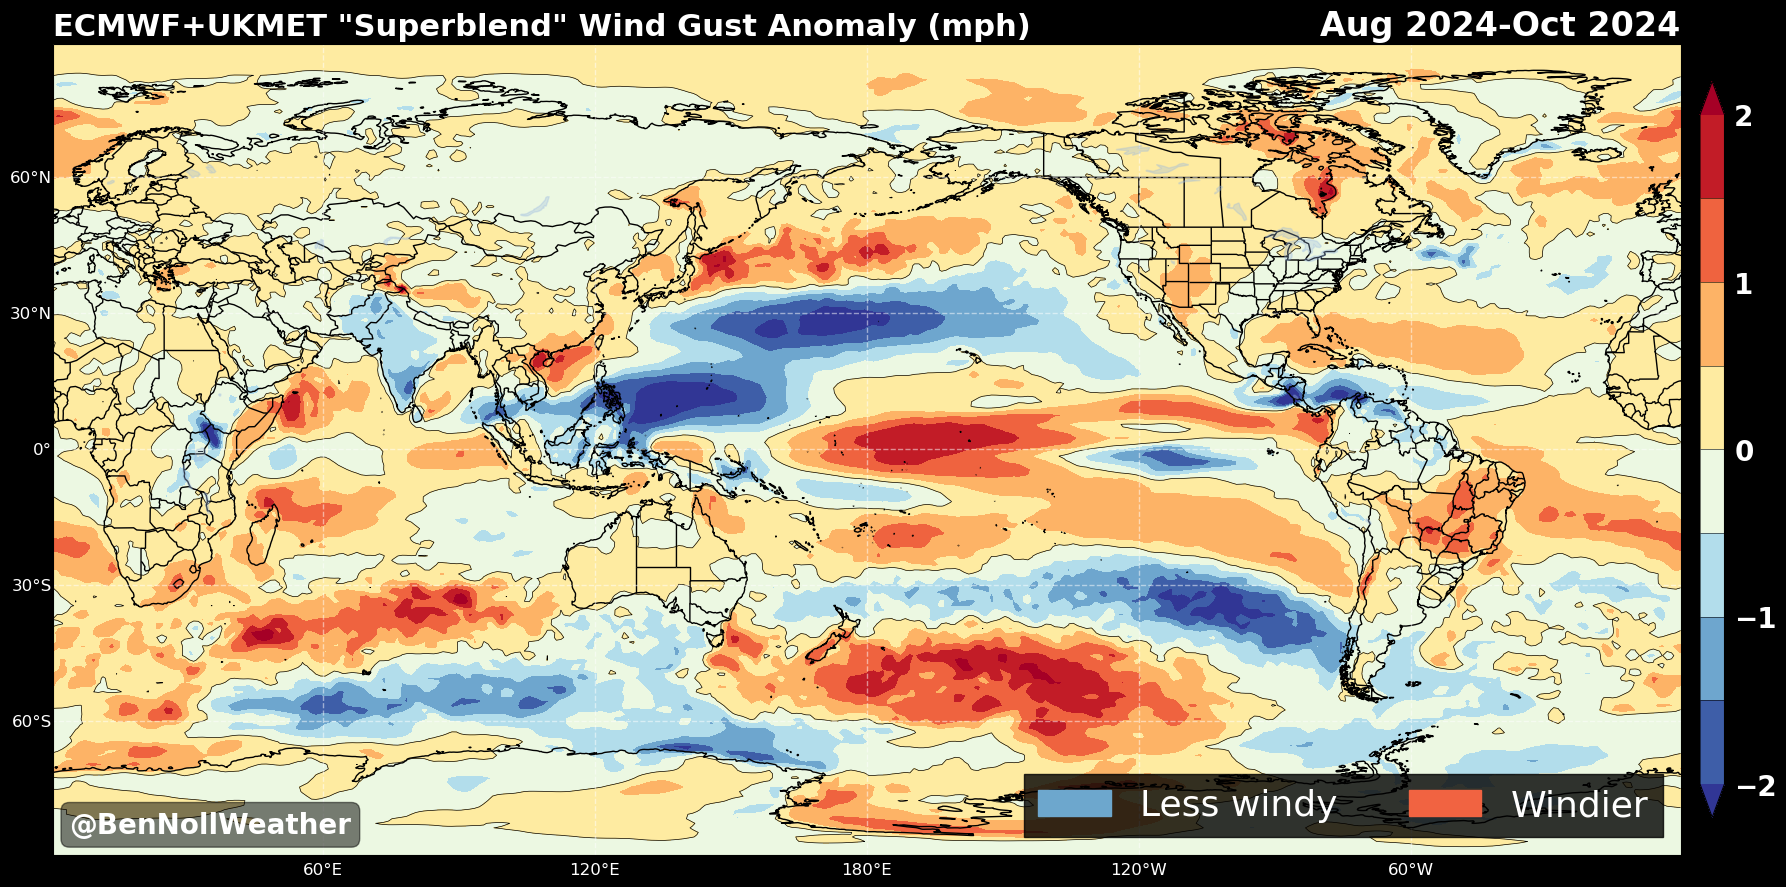 ECMWF+UKMET "Superblend" Wind Gust Anomaly (mph) Aug 2024-Oct 2024
2
60°N
1
30°N
0°
0
30°S
−1
60°S
−2
Less windy Windier
@BenNollWeather
60°E 120°E 180°E 120°W 60°W